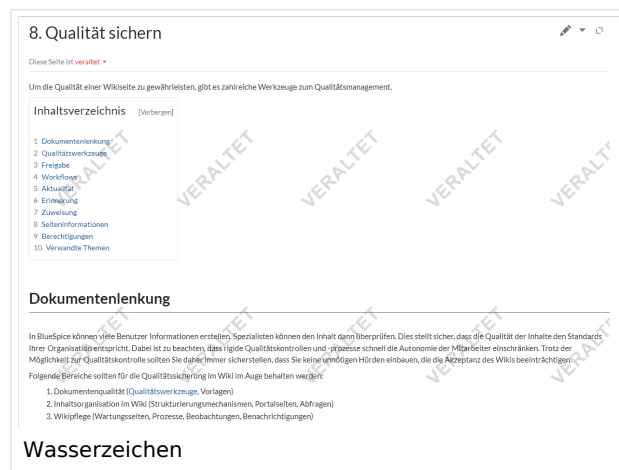 8. Qualität sichern
Diese Seite ist veraltet
Um die Qualität einer Wikiseite zu gewährleisten, gibt es zahlreiche Werkzeuge zum Qualitätsmanagement.
Inhaltsverzeichnis [Verbergen]
1 Dokumentenlenkung
2 Qualitätswerkzeuge
3 Freigabe
4 Workflows
5 Aktualität
6 Erinnerung
7 Zuweisung
8 Seiteninformationen
9 Berechtigungen
10 Verwandte Themen
VERALTET VERALTET VERALTET VERALTET VERALTET
Dokumentenlenkung
In BlueSpice können viele Benutzer Informationen erstellen. Spezialisten können den Inhalt dann überprüfen. Dies stellt sicher, dass die Qualität der Inhalte den Standards
Ihrer Organisation entspricht. Dabei ist zu beachten, dass rigide Qualitätskontrollen und -prozesse schnell die Autonomie der Mitarbeiter einschränken. Trotz der
Möglichkeit zur Qualitätskontrolle sollten Sie daher immer sicherstellen, dass Sie keine unnötigen Hürden einbauen, die die Akzeptanz des Wikis beeinträchtigen.
Folgende Bereiche sollten für die Qualitätssicherung im Wiki im Auge behalten werden:
1. Dokumentenqualität (Qualitätswerkzeuge, Vorlagen)
2. Inhaltsorganisation im Wiki (Strukturierungsmechanismen, Portalseiten, Abfragen)
3. Wikipflege (Wartungsseiten, Prozesse, Beobachtungen, Benachrichtigungen)
VERALTET VERALTET VERALTET VERALTET VERALTET
Wasserzeichen